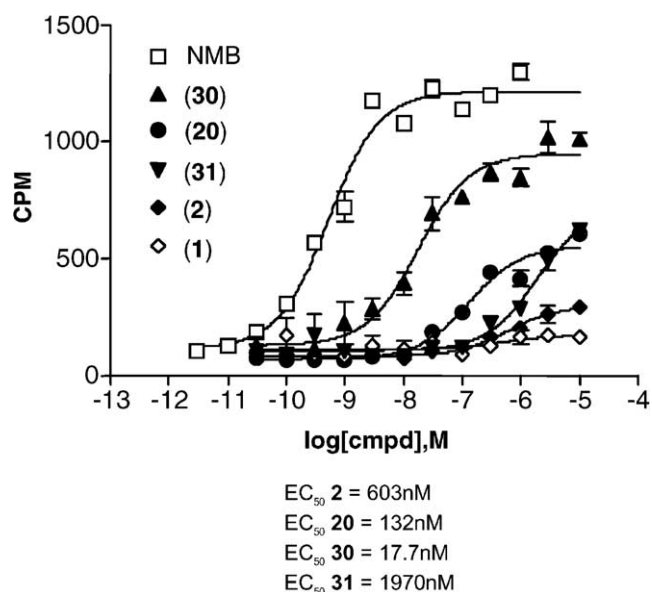 1500
1000
500
0
CPM
NMB
(30)
(20)
(31)
(2)
(1)
-13 -12 -11 -10 -9 -8 -7 -6 -5 -4
log[cmpd],M
EC50 2 = 603nM
EC50 20 = 132nM
EC50 30 = 17.7nM
EC50 31 = 1970nM